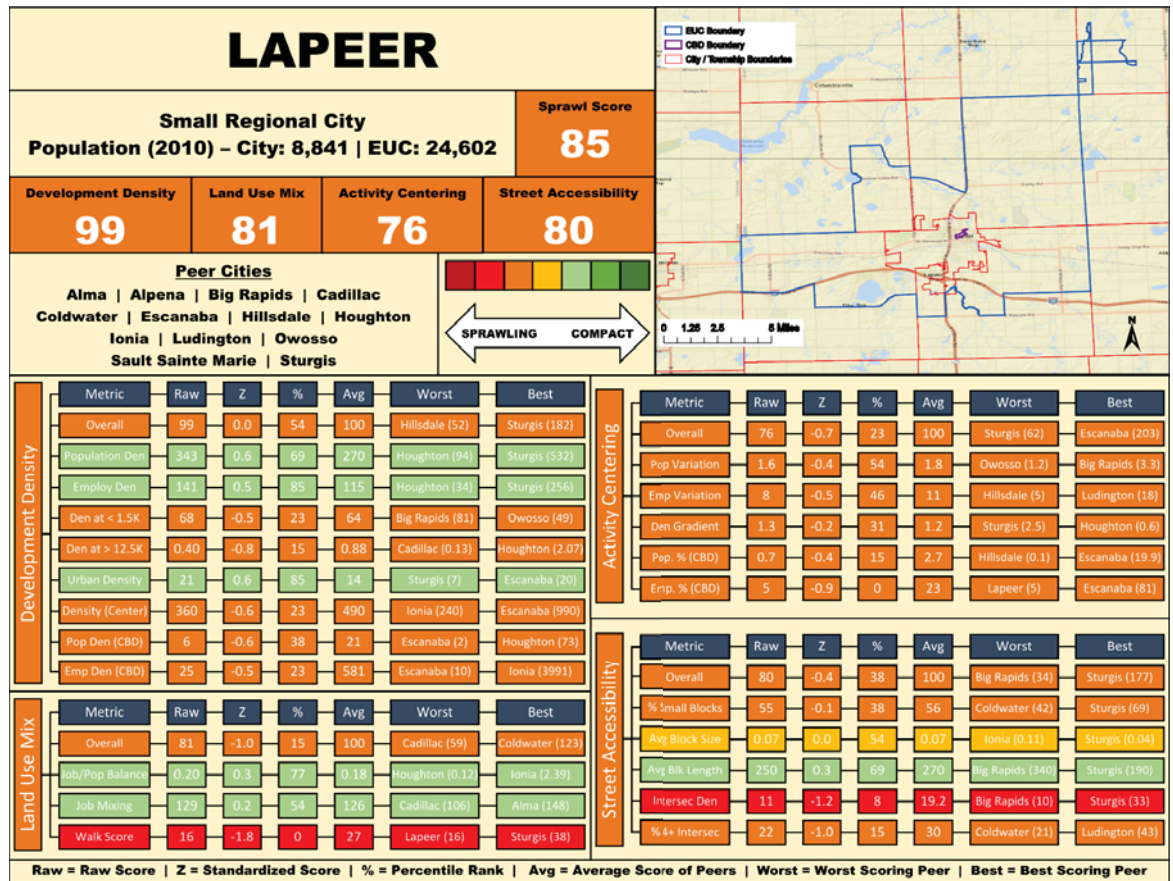 LAPEER
Small Regional City
Population (2010) – City: 8,841 | EUC: 24,602
Sprawl Score
85
Development Density
99
Land Use Mix
81
Activity Centering
76
Street Accessibility
80
Peer Cities
Alma | Alpena | Big Rapids | Cadillac
Coldwater | Escanaba | Hillsdale | Houghton
Ionia | Ludington | Owosso
Sault Sainte Marie | Sturgis
SPRAWLING COMPACT
EUC Boundary
CBD Boundary
City / Township Boundaries
Columbiaville
Lapeer
0 1.25 2.5 5 Miles
N
Development Density
Metric Raw Z % Avg Worst Best
Overall 99 0.0 54 100 Hillsdale (52) Sturgis (182)
Population Den 343 0.6 69 270 Houghton (94) Sturgis (532)
Employ Den 141 0.5 85 115 Houghton (34) Sturgis (256)
Den at < 1.5K 68 -0.5 23 64 Big Rapids (81) Owosso (49)
Den at > 12.5K 0.40 -0.8 15 0.88 Cadillac (0.13) Houghton (2.07)
Urban Density 21 0.6 85 14 Sturgis (7) Escanaba (20)
Density (Center) 360 -0.6 23 490 Ionia (240) Escanaba (990)
Pop Den (CBD) 6 -0.6 38 21 Escanaba (2) Houghton (73)
Emp Den (CBD) 25 -0.5 23 581 Escanaba (10) Ionia (3991)
Land Use Mix
Metric Raw Z % Avg Worst Best
Overall 81 -1.0 15 100 Cadillac (59) Coldwater (123)
Job/Pop Balance 0.20 0.3 77 0.18 Houghton (0.12) Ionia (2.39)
Job Mixing 129 0.2 54 126 Cadillac (106) Alma (148)
Walk Score 16 -1.8 0 27 Lapeer (16) Sturgis (38)
Activity Centering
Metric Raw Z % Avg Worst Best
Overall 76 -0.7 23 100 Sturgis (62) Escanaba (203)
Pop Variation 1.6 -0.4 54 1.8 Owosso (1.2) Big Rapids (3.3)
Emp Variation 8 -0.5 46 11 Hillsdale (5) Ludington (18)
Den Gradient 1.3 -0.2 31 1.2 Sturgis (2.5) Houghton (0.6)
Pop. % (CBD) 0.7 -0.4 15 2.7 Hillsdale (0.1) Escanaba (19.9)
Emp. % (CBD) 5 -0.9 0 23 Lapeer (5) Escanaba (81)
Street Accessibility
Metric Raw Z % Avg Worst Best
Overall 80 -0.4 38 100 Big Rapids (34) Sturgis (177)
% Small Blocks 55 -0.1 38 56 Coldwater (42) Sturgis (69)
Avg Block Size 0.07 0.0 54 0.07 Ionia (0.11) Sturgis (0.04)
Avg Blk Length 250 0.3 69 270 Big Rapids (340) Sturgis (190)
Intersec Den 11 -1.2 8 19.2 Big Rapids (10) Sturgis (33)
% 4+ Intersec 22 -1.0 15 30 Coldwater (21) Ludington (43)
Raw = Raw Score | Z = Standardized Score | % = Percentile Rank | Avg = Average Score of Peers | Worst = Worst Scoring Peer | Best = Best Scoring Peer